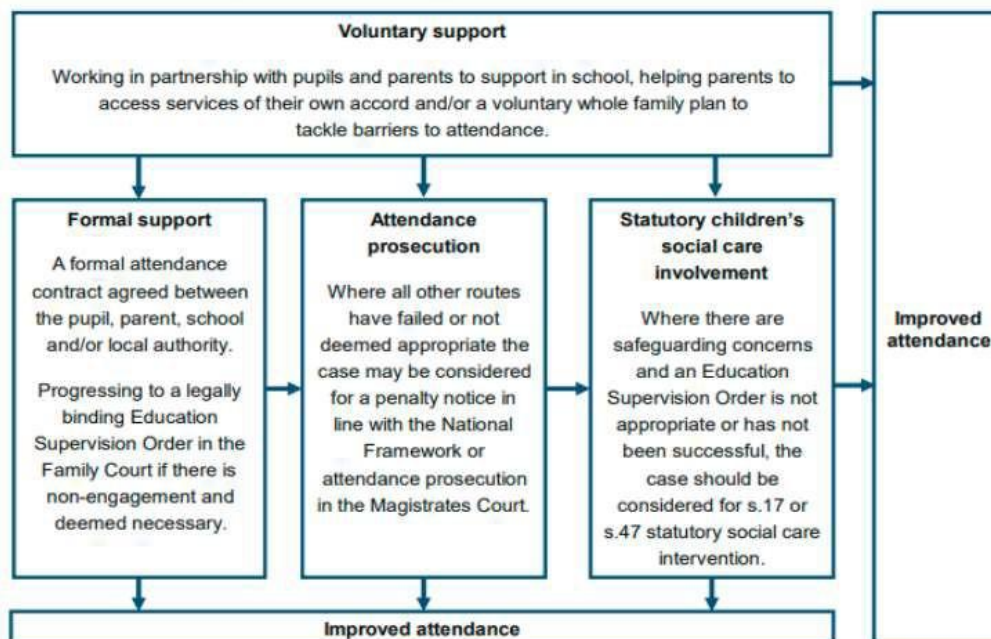 Voluntary support
Working in partnership with pupils and parents to support in school, helping parents to
access services of their own accord and/or a voluntary whole family plan to
tackle barriers to attendance.
Formal support
A formal attendance
contract agreed between
the pupil, parent, school
and/or local authority.
Progressing to a legally
binding Education
Supervision Order in the
Family Court if there is
non-engagement and
deemed necessary.
Attendance
prosecution
Where all other routes
have failed or not
deemed appropriate the
case may be considered
for a penalty notice in
line with the National
Framework or
attendance prosecution
in the Magistrates Court.
Statutory children's
social care
involvement
Where there are
safeguarding concerns
and an Education
Supervision Order is not
appropriate or has not
been successful, the
case should be
considered for s.17 or
s.47 statutory social care
intervention.
Improved
attendance
Improved attendance